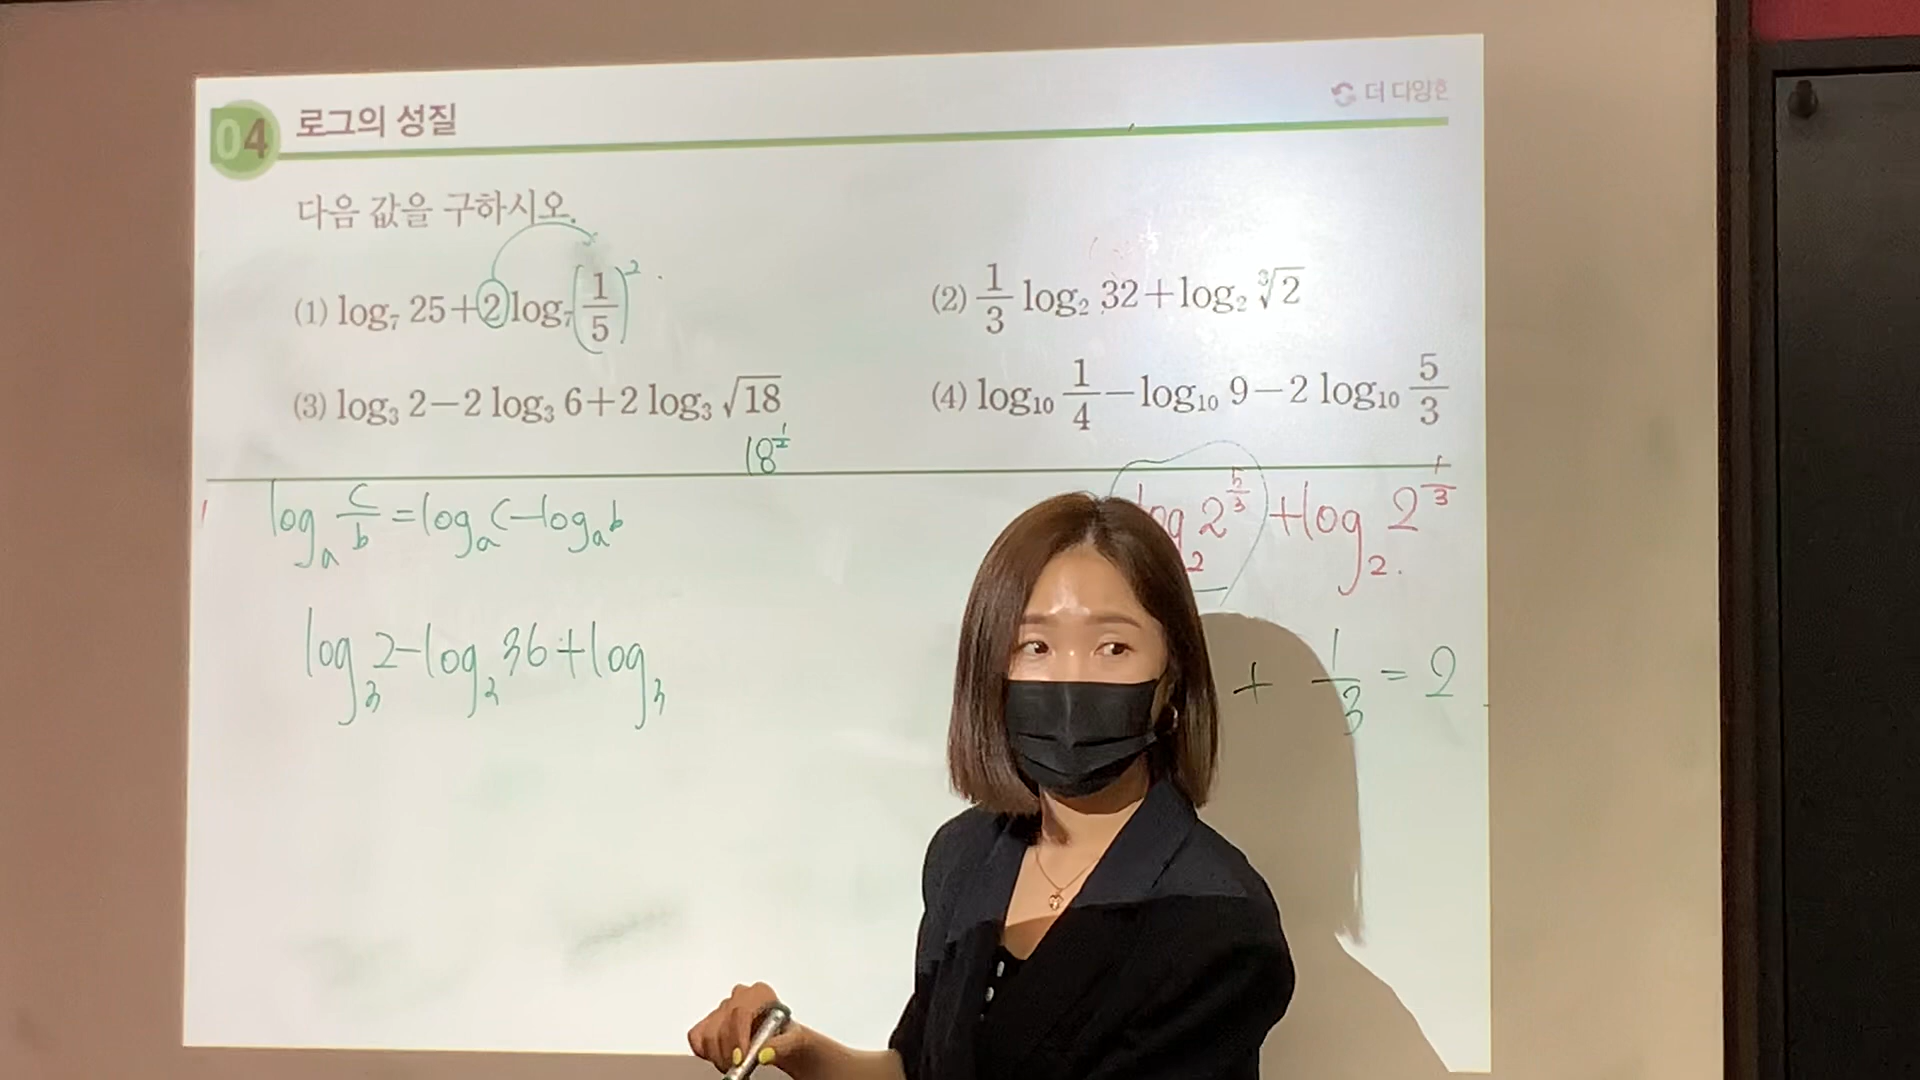 04 로그의 성질
더 다양한
다음 값을 구하시오.
(1) log₇ 25+2log₇(1/5)²
(2) 1/3 log₂ 32+log₂ ∛2
(3) log₃ 2−2 log₃ 6+2 log₃ √18
18^(1/2)
(4) log₁₀ 1/4−log₁₀ 9−2 log₁₀ 5/3
logₐ c/b=logₐ c−logₐ b
log₂ 2^(5/3)+log₂ 2^(1/3).
log₃ 2−log₃ 36+log₃
+ 1/3 = 2